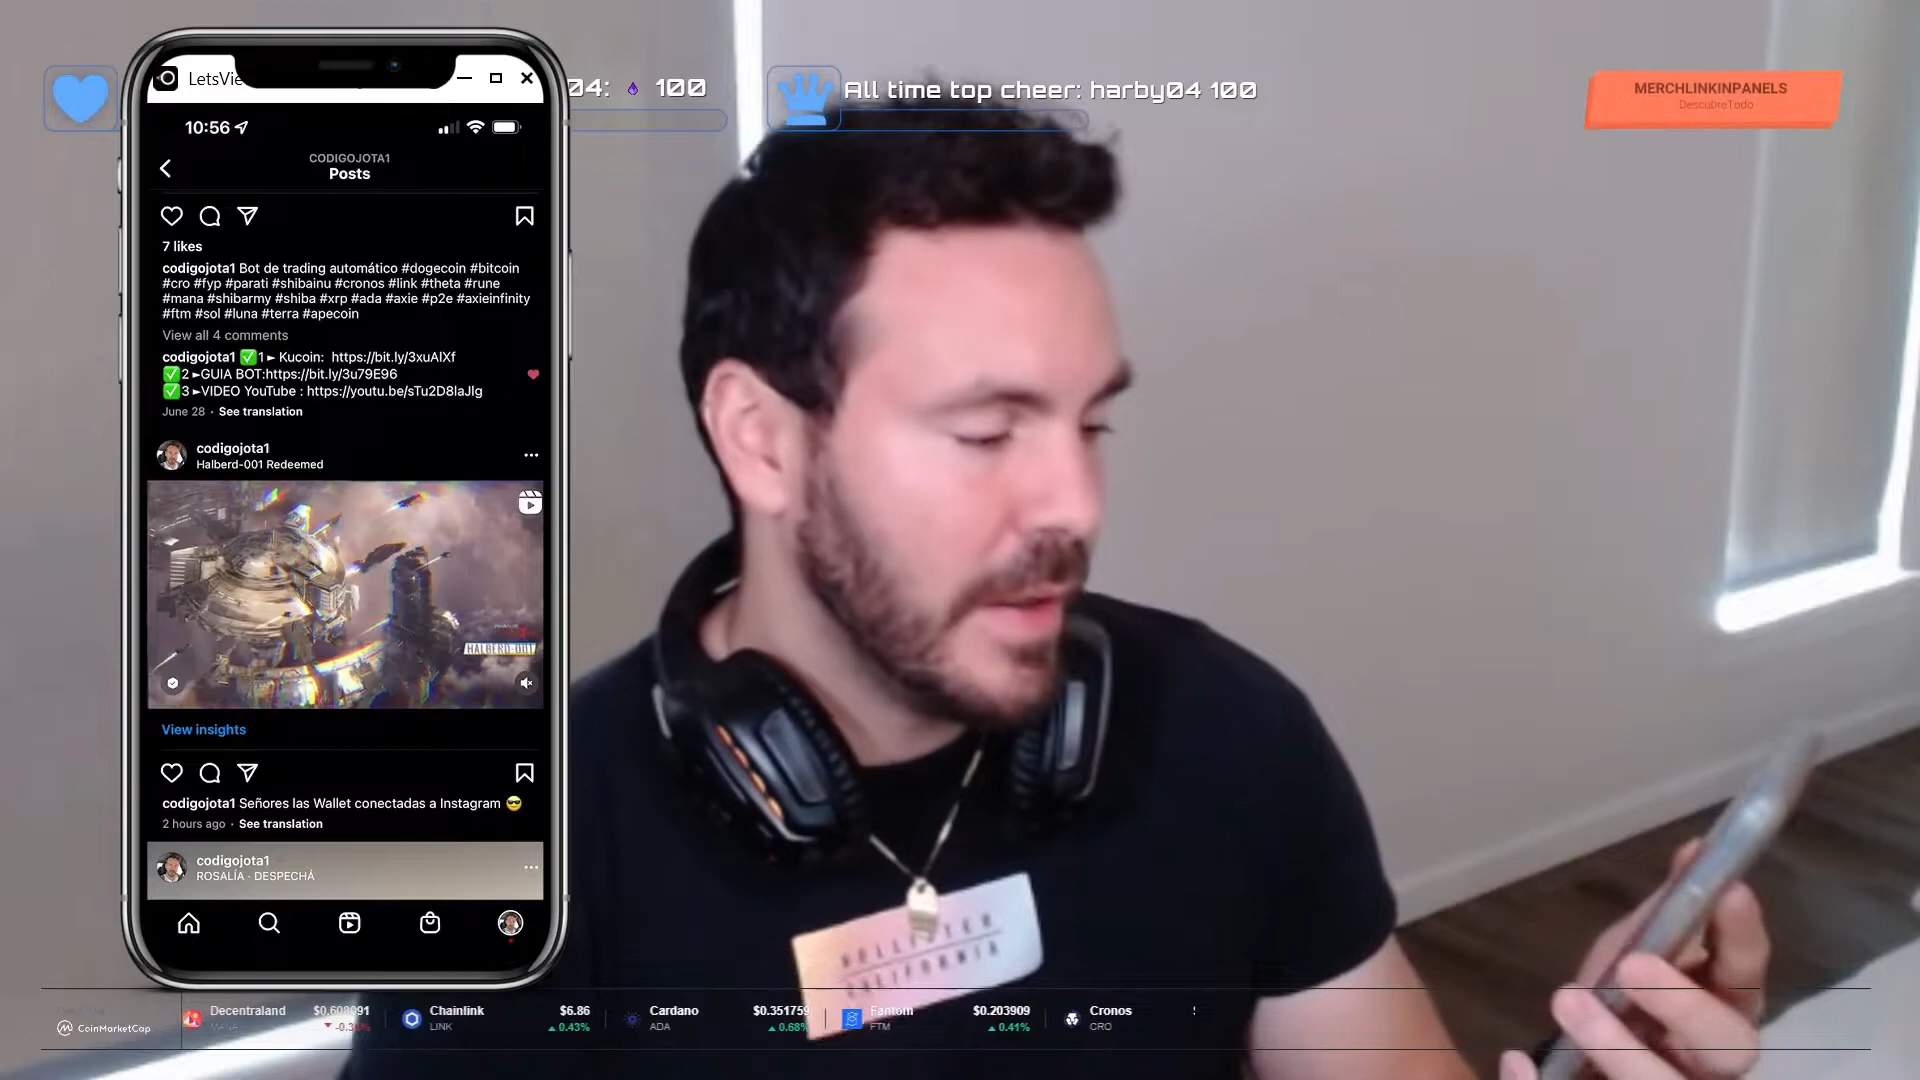 LetsVie
10:56
CODIGOJOTA1
Posts
7 likes
codigojota1 Bot de trading automático #dogecoin #bitcoin
#cro #fyp #parati #shibainu #cronos #link #theta #rune
#mana #shibarmy #shiba #xrp #ada #axie #p2e #axieinfinity
#ftm #sol #luna #terra #apecoin
View all 4 comments
codigojota1 ✅1► Kucoin: https://bit.ly/3xuAlXf
✅2 ►GUIA BOT:https://bit.ly/3u79E96
✅3 ►VIDEO YouTube : https://youtu.be/sTu2D8laJlg
June 28 · See translation
codigojota1
Halberd-001 Redeemed
HALBERD-001
View insights
codigojota1 Señores las Wallet conectadas a Instagram 😎
2 hours ago · See translation
codigojota1
ROSALÍA · DESPECHÁ
04: 100
All time top cheer: harby04 100
MERCHLINKINPANELS
DescubreTodo
HOLLISTER
CALIFORNIA
CoinMarketCap
Decentraland $0.608991
MANA
Chainlink $6.86
LINK 0.43%
Cardano $0.351759
ADA 0.68%
Fantom $0.203909
FTM 0.41%
Cronos
CRO